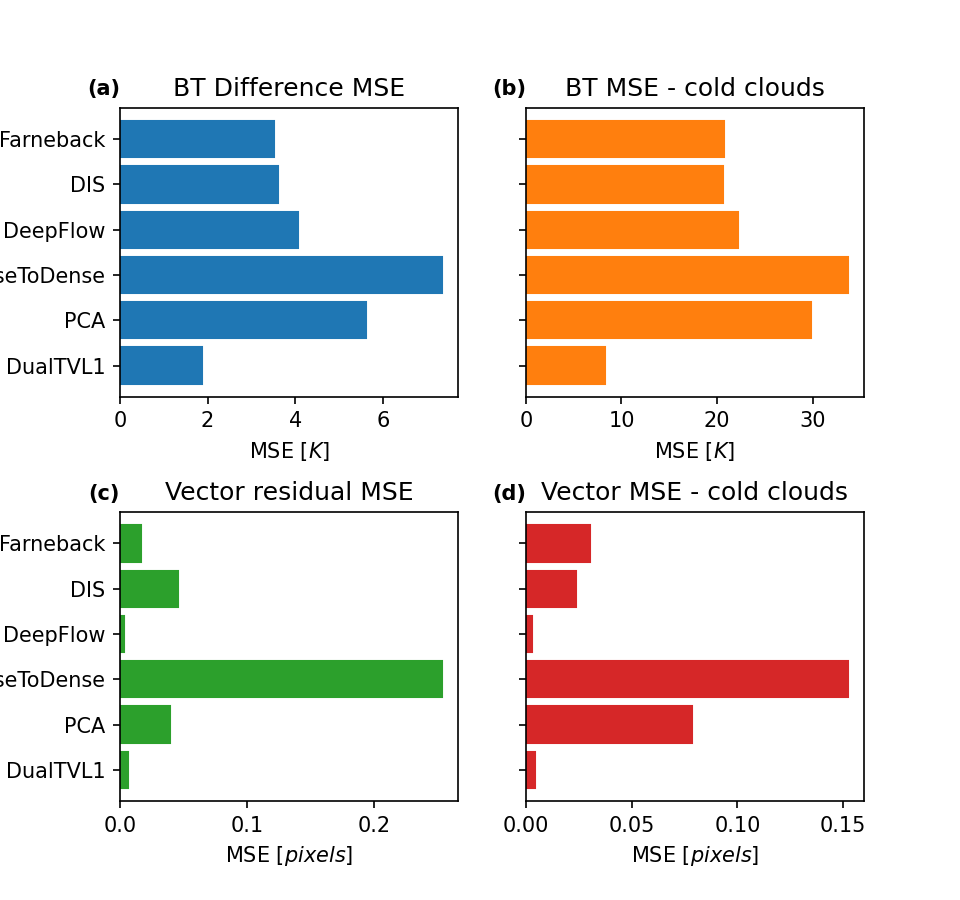 (a) BT Difference MSE
Farneback
DIS
DeepFlow
seToDense
PCA
DualTVL1
0 2 4 6
MSE [K]
(b) BT MSE - cold clouds
0 10 20 30
MSE [K]
(c) Vector residual MSE
Farneback
DIS
DeepFlow
seToDense
PCA
DualTVL1
0.0 0.1 0.2
MSE [pixels]
(d) Vector MSE - cold clouds
0.00 0.05 0.10 0.15
MSE [pixels]